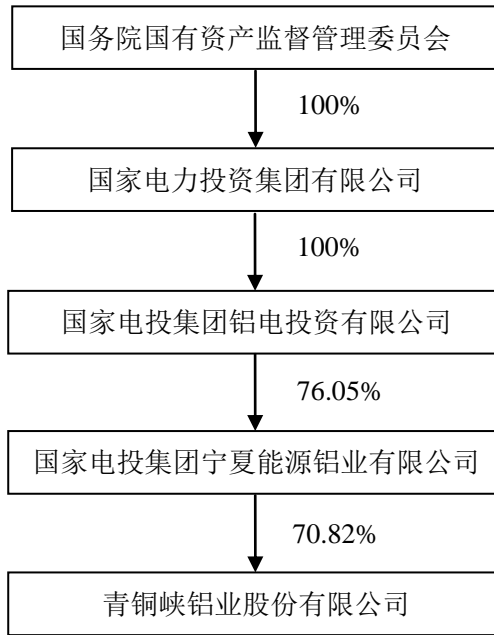 国务院国有资产监督管理委员会
100%
国家电力投资集团有限公司
100%
国家电投集团铝电投资有限公司
76.05%
国家电投集团宁夏能源铝业有限公司
70.82%
青铜峡铝业股份有限公司